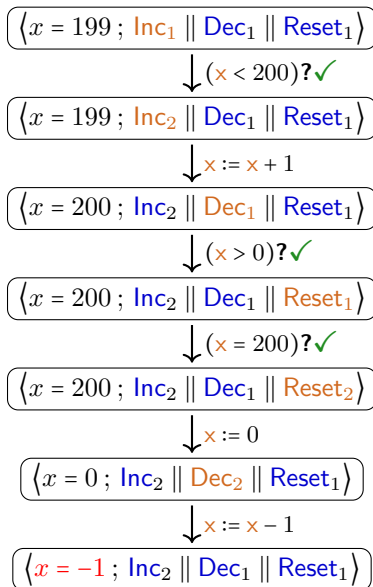 ⟨x = 199 ; Inc₁ || Dec₁ || Reset₁⟩
(x < 200)?✓
⟨x = 199 ; Inc₂ || Dec₁ || Reset₁⟩
x := x + 1
⟨x = 200 ; Inc₂ || Dec₁ || Reset₁⟩
(x > 0)?✓
⟨x = 200 ; Inc₂ || Dec₁ || Reset₁⟩
(x = 200)?✓
⟨x = 200 ; Inc₂ || Dec₁ || Reset₂⟩
x := 0
⟨x = 0 ; Inc₂ || Dec₂ || Reset₁⟩
x := x − 1
⟨x = −1 ; Inc₂ || Dec₁ || Reset₁⟩